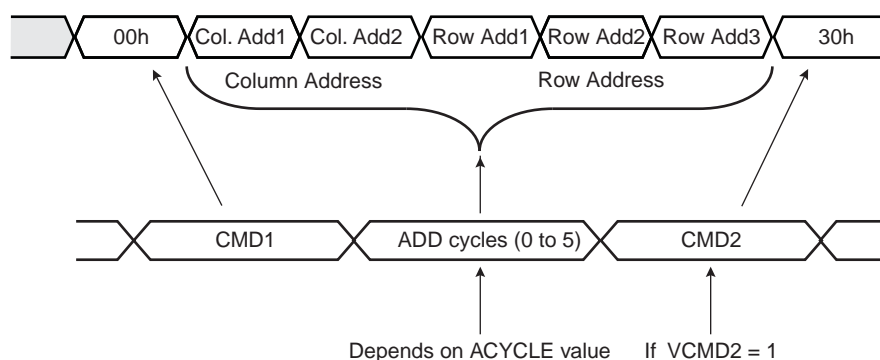 00h Col. Add1 Col. Add2 Row Add1 Row Add2 Row Add3 30h
Column Address Row Address
CMD1 ADD cycles (0 to 5) CMD2
Depends on ACYCLE value If VCMD2 = 1